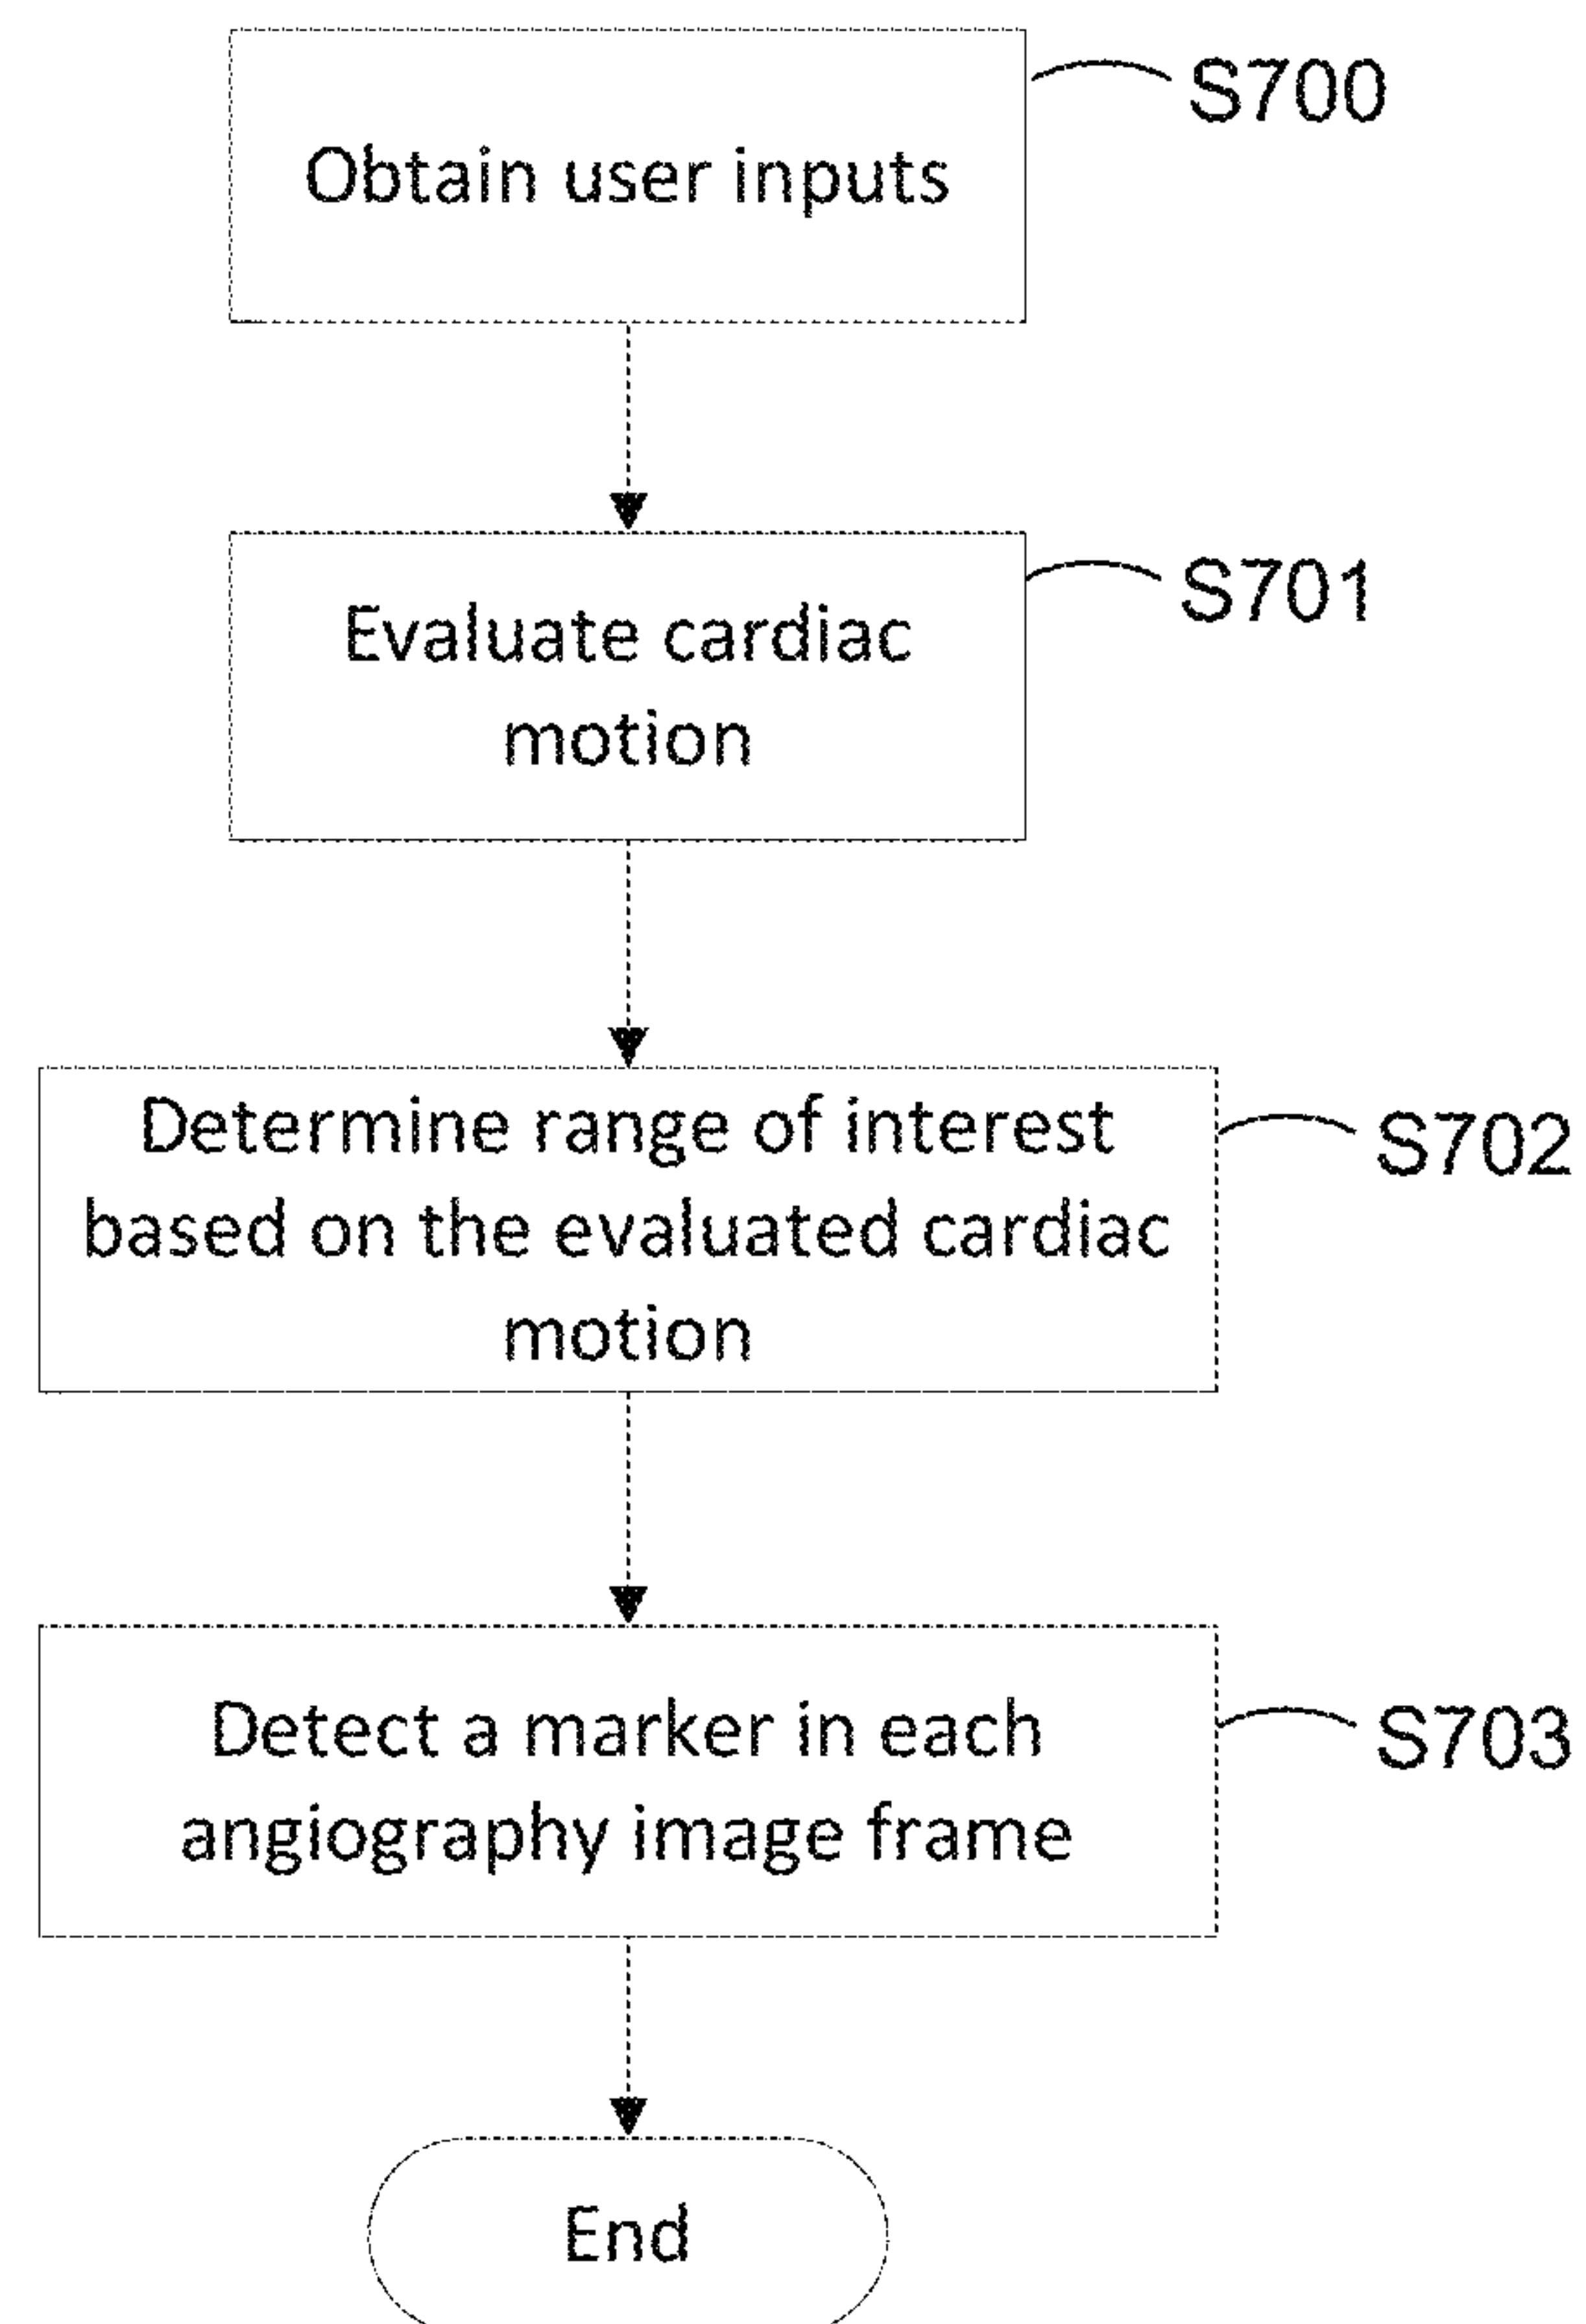 Obtain user inputs
S700
Evaluate cardiac
motion
S701
Determine range of interest
based on the evaluated cardiac
motion
S702
Detect a marker in each
angiography image frame
S703
End